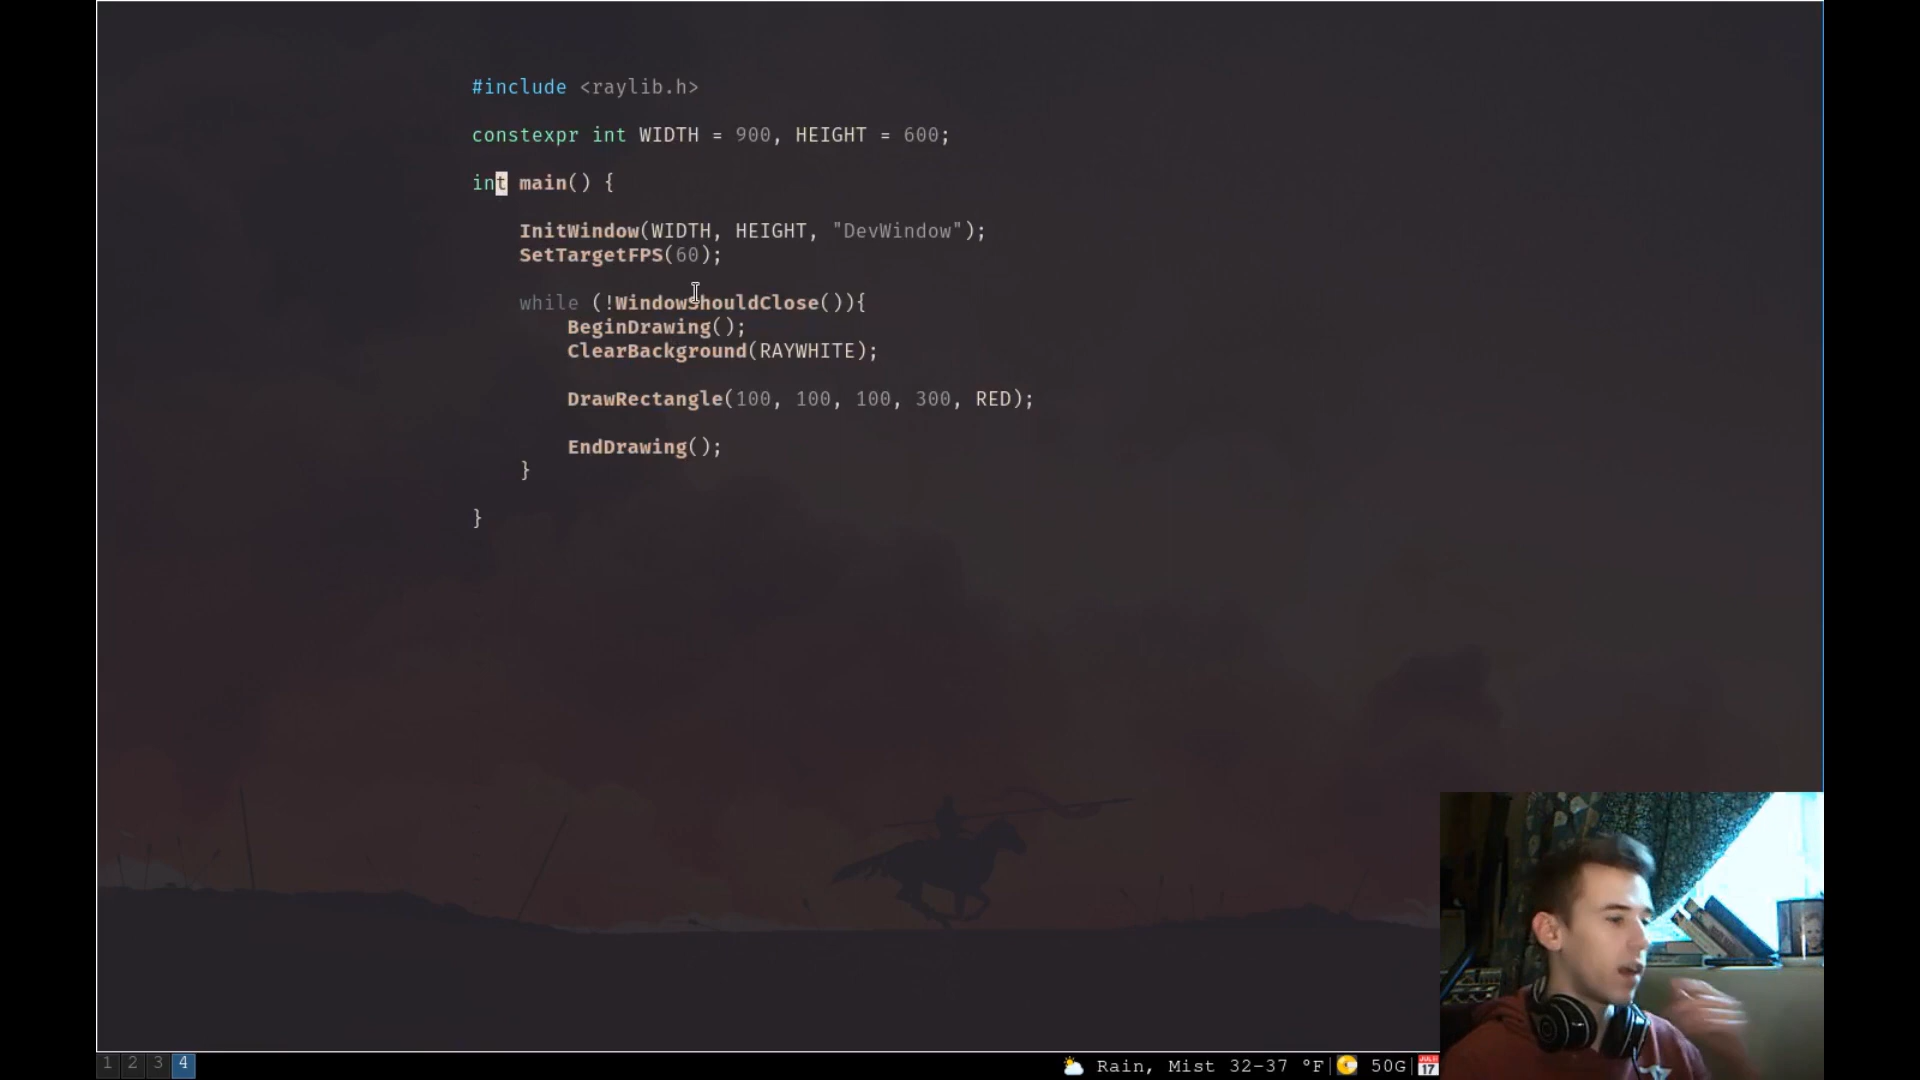 #include <raylib.h>
constexpr int WIDTH = 900, HEIGHT = 600;
int main() {
InitWindow(WIDTH, HEIGHT, "DevWindow");
SetTargetFPS(60);
while (!WindowShouldClose()){
BeginDrawing();
ClearBackground(RAYWHITE);
DrawRectangle(100, 100, 100, 300, RED);
EndDrawing();
}
}
1 2 3 4 Rain, Mist 32-37 °F| 50G| 17